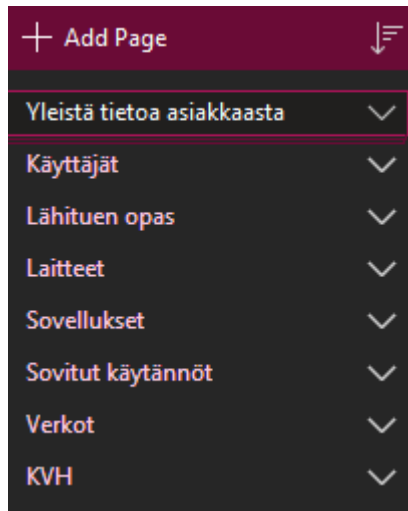 Add Page
Yleistä tietoa asiakkaasta
Käyttäjät
Lähituen opas
Laitteet
Sovellukset
Sovitut käytännöt
Verkot
KVH